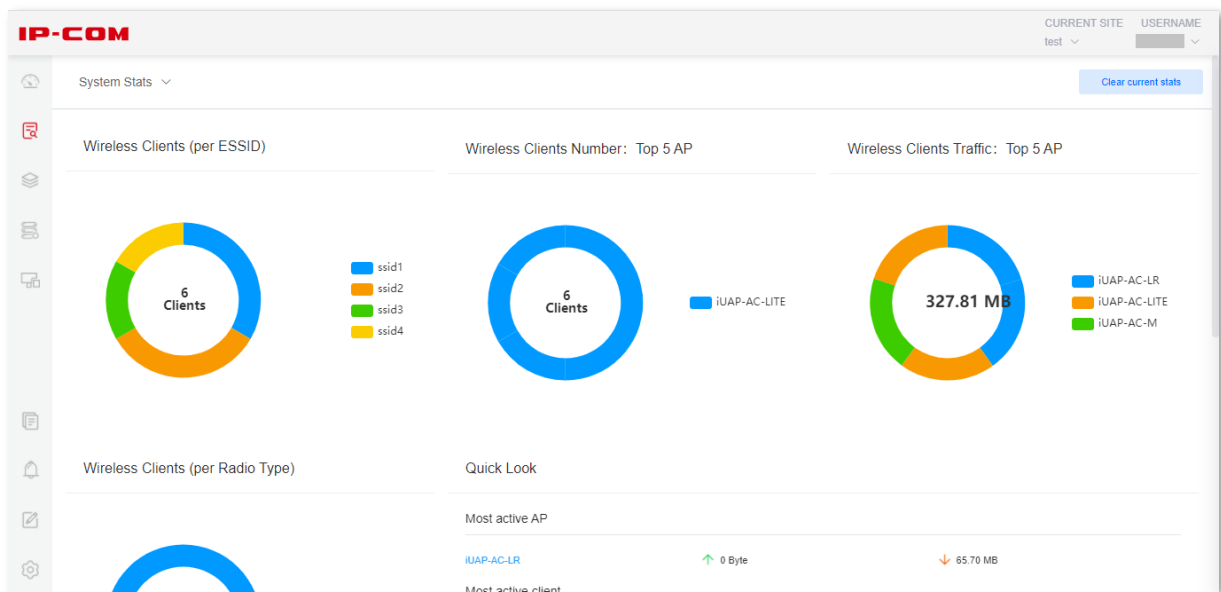 IP-COM
CURRENT SITE USERNAME
test
System Stats
Clear current stats
Wireless Clients (per ESSID)
6
Clients
ssid1
ssid2
ssid3
ssid4
Wireless Clients Number: Top 5 AP
6
Clients
iUAP-AC-LITE
Wireless Clients Traffic: Top 5 AP
327.81 MB
iUAP-AC-LR
iUAP-AC-LITE
iUAP-AC-M
Wireless Clients (per Radio Type)
Quick Look
Most active AP
iUAP-AC-LR 0 Byte 65.70 MB
Most active client